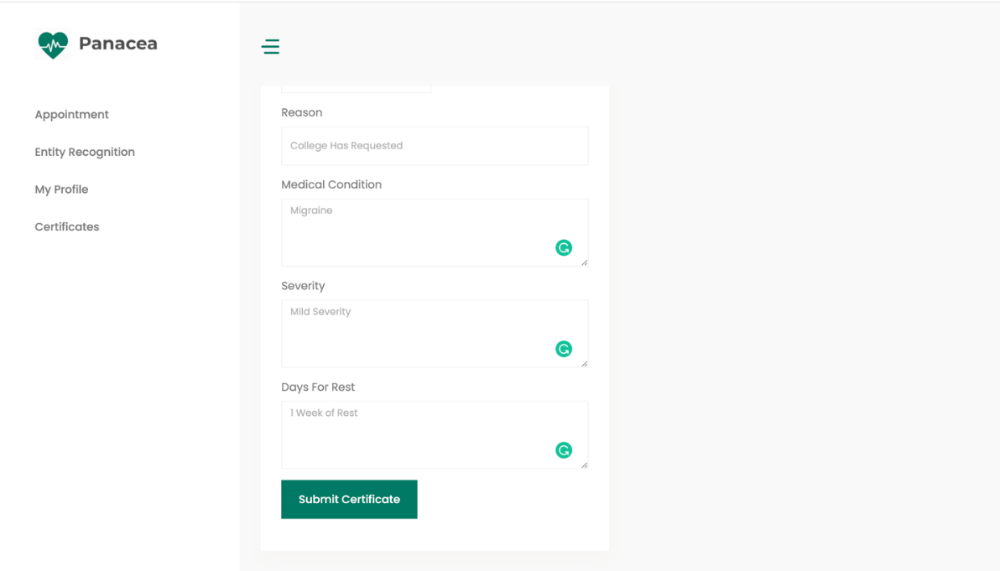 Panacea
Appointment
Entity Recognition
My Profile
Certificates
Reason
College Has Requested
Medical Condition
Migraine
Severity
Mild Severity
Days For Rest
1 Week of Rest
Submit Certificate